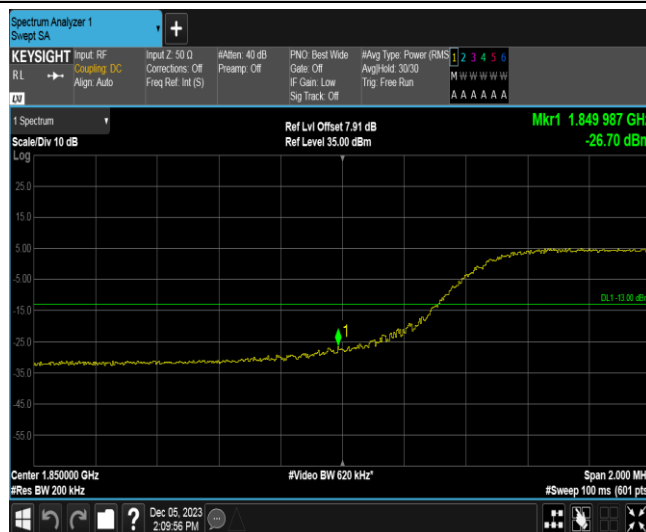 Spectrum Analyzer 1
Swept SA
+
KEYSIGHT
RL
LXI
Input: RF
Coupling: DC
Align: Auto
Input Z: 50 Ω
Corrections: Off
Freq Ref: Int (S)
#Atten: 40 dB
Preamp: Off
PNO: Best Wide
Gate: Off
IF Gain: Low
Sig Track: Off
#Avg Type: Power (RMS
Avg|Hold: 30/30
Trig: Free Run
1 2 3 4 5 6
M W W W W W
A A A A A A
1 Spectrum
Scale/Div 10 dB
Log
Ref Lvl Offset 7.91 dB
Ref Level 35.00 dBm
Mkr1 1.849 987 GHz
-26.70 dBm
25.0
15.0
5.00
-5.00
-15.0
-25.0
-35.0
-45.0
-55.0
DL1 -13.00 dBm
1
Center 1.850000 GHz
#Res BW 200 kHz
#Video BW 620 kHz*
Span 2.000 MH
#Sweep 100 ms (601 pts
?
Dec 05, 2023
2:09:56 PM